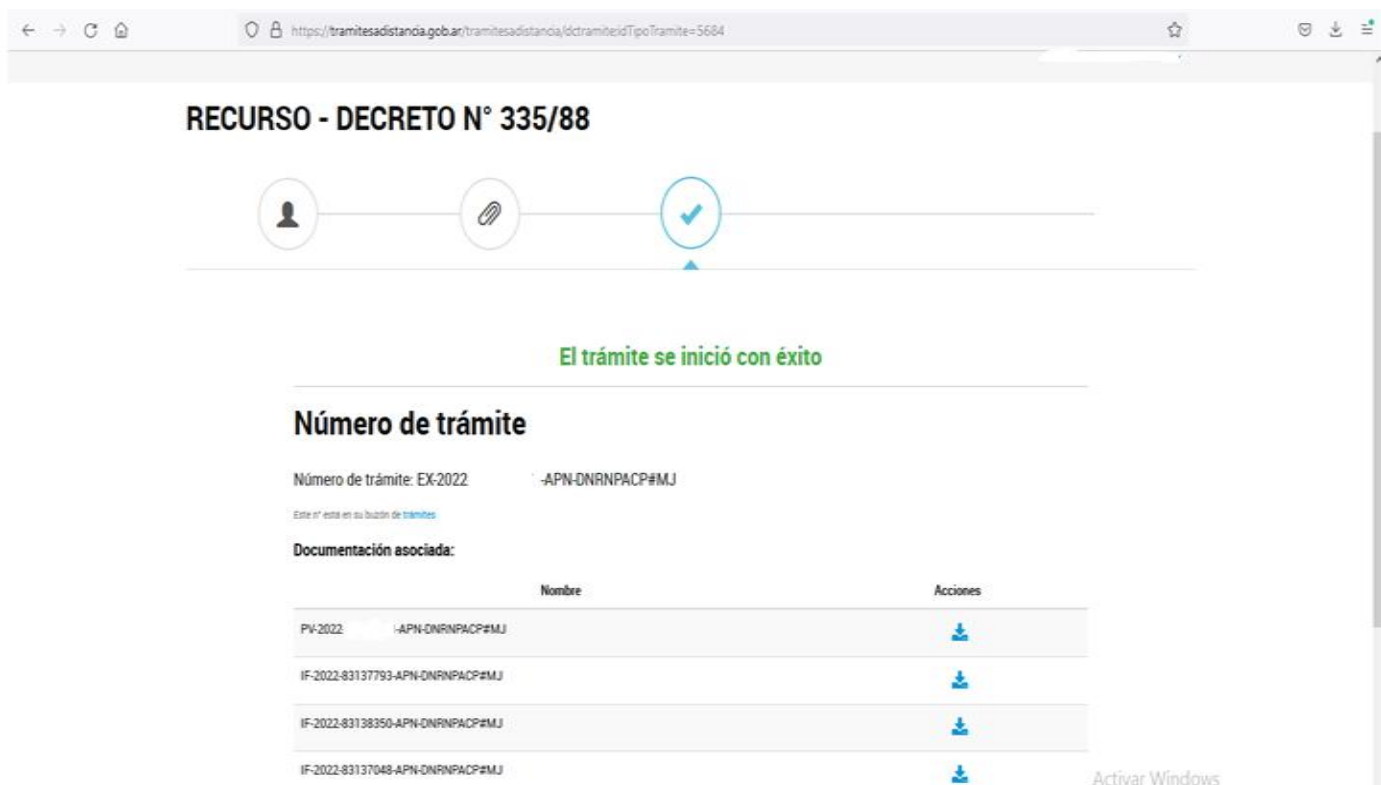 https://tramitesadistancia.gob.ar/tramitesadistancia/dctramite:idTipoTramite=5684
RECURSO - DECRETO N° 335/88
El trámite se inició con éxito
Número de trámite
Número de trámite: EX-2022 -APN-DNRNPACP#MJ
Este n° está en su buzón de trámites
Documentación asociada:
Nombre Acciones
PV-2022 -APN-DNRNPACP#MJ
IF-2022-83137793-APN-DNRNPACP#MJ
IF-2022-83138350-APN-DNRNPACP#MJ
IF-2022-83137048-APN-DNRNPACP#MJ
Activar Windows